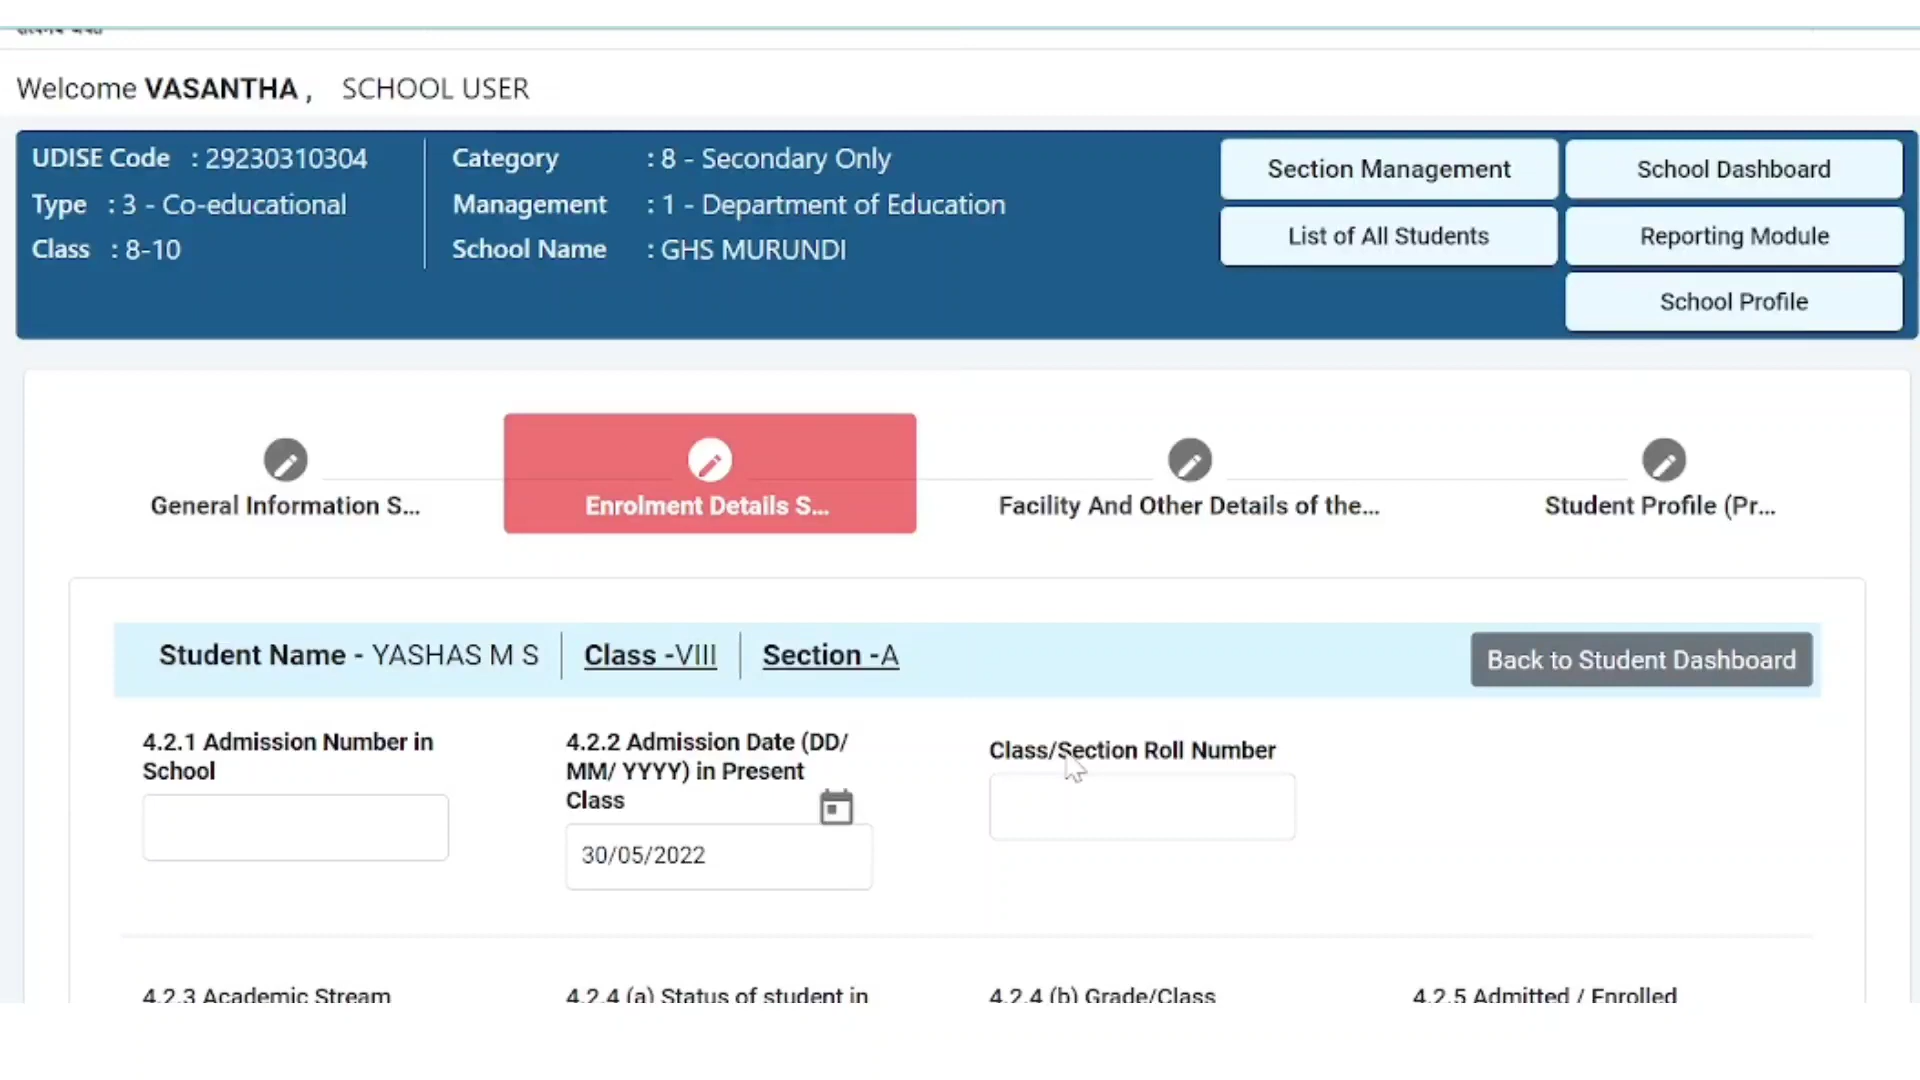 Welcome VASANTHA , SCHOOL USER
UDISE Code : 29230310304
Type : 3 - Co-educational
Class : 8-10
Category : 8 - Secondary Only
Management : 1 - Department of Education
School Name : GHS MURUNDI
Section Management
School Dashboard
List of All Students
Reporting Module
School Profile
General Information S...
Enrolment Details S...
Facility And Other Details of the...
Student Profile (Pr...
Student Name - YASHAS M S Class -VIII Section -A
Back to Student Dashboard
4.2.1 Admission Number in
School
4.2.2 Admission Date (DD/
MM/ YYYY) in Present
Class
30/05/2022
Class/Section Roll Number
4.2.3 Academic Stream
4.2.4 (a) Status of student in
4.2.4 (b) Grade/Class
4.2.5 Admitted / Enrolled